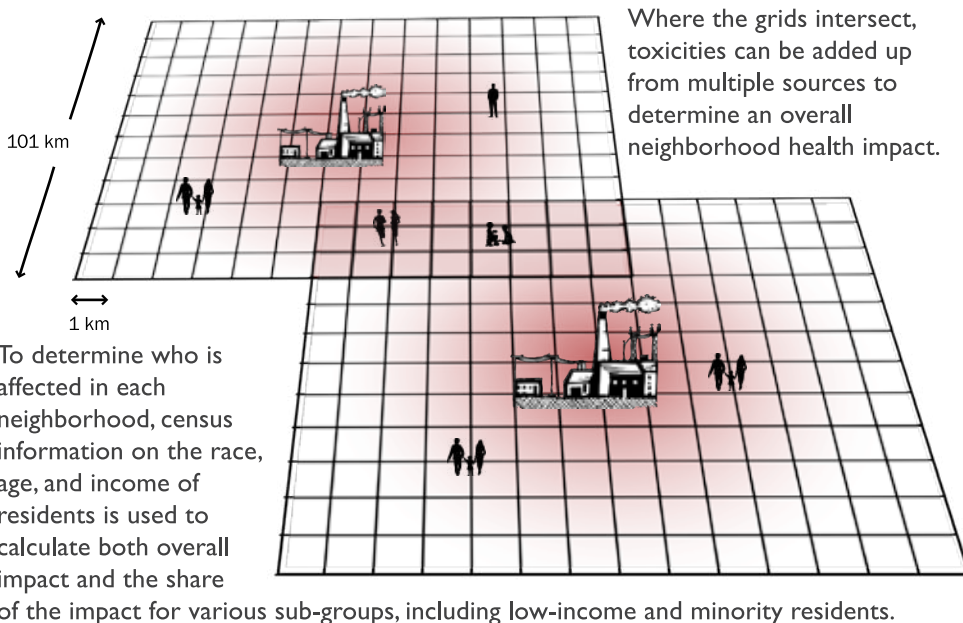 Where the grids intersect,
toxicities can be added up
from multiple sources to
determine an overall
neighborhood health impact.
101 km
1 km
To determine who is
affected in each
neighborhood, census
information on the race,
age, and income of
residents is used to
calculate both overall
impact and the share
of the impact for various sub-groups, including low-income and minority residents.